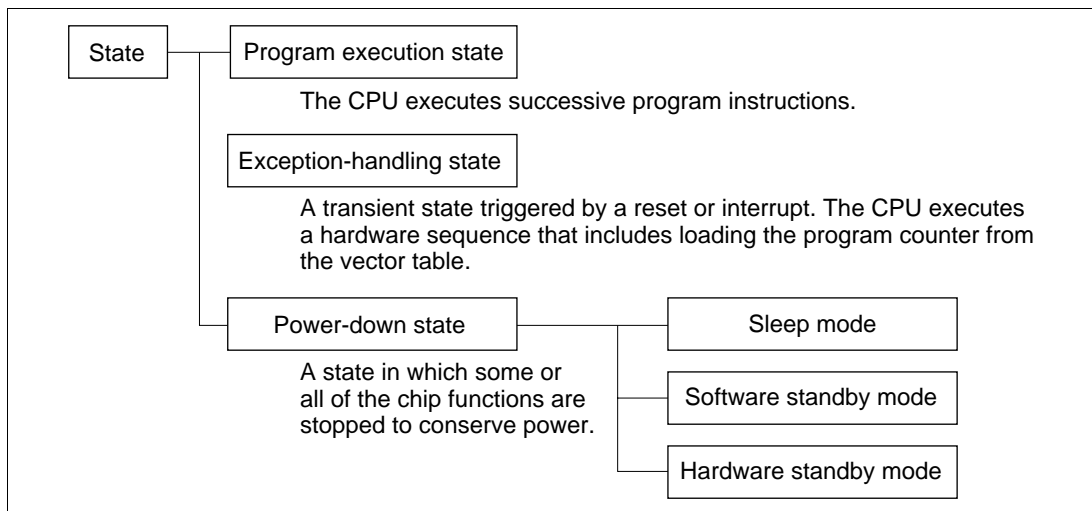 State
Program execution state
The CPU executes successive program instructions.
Exception-handling state
A transient state triggered by a reset or interrupt. The CPU executes
a hardware sequence that includes loading the program counter from
the vector table.
Power-down state
Sleep mode
A state in which some or
all of the chip functions are
stopped to conserve power.
Software standby mode
Hardware standby mode